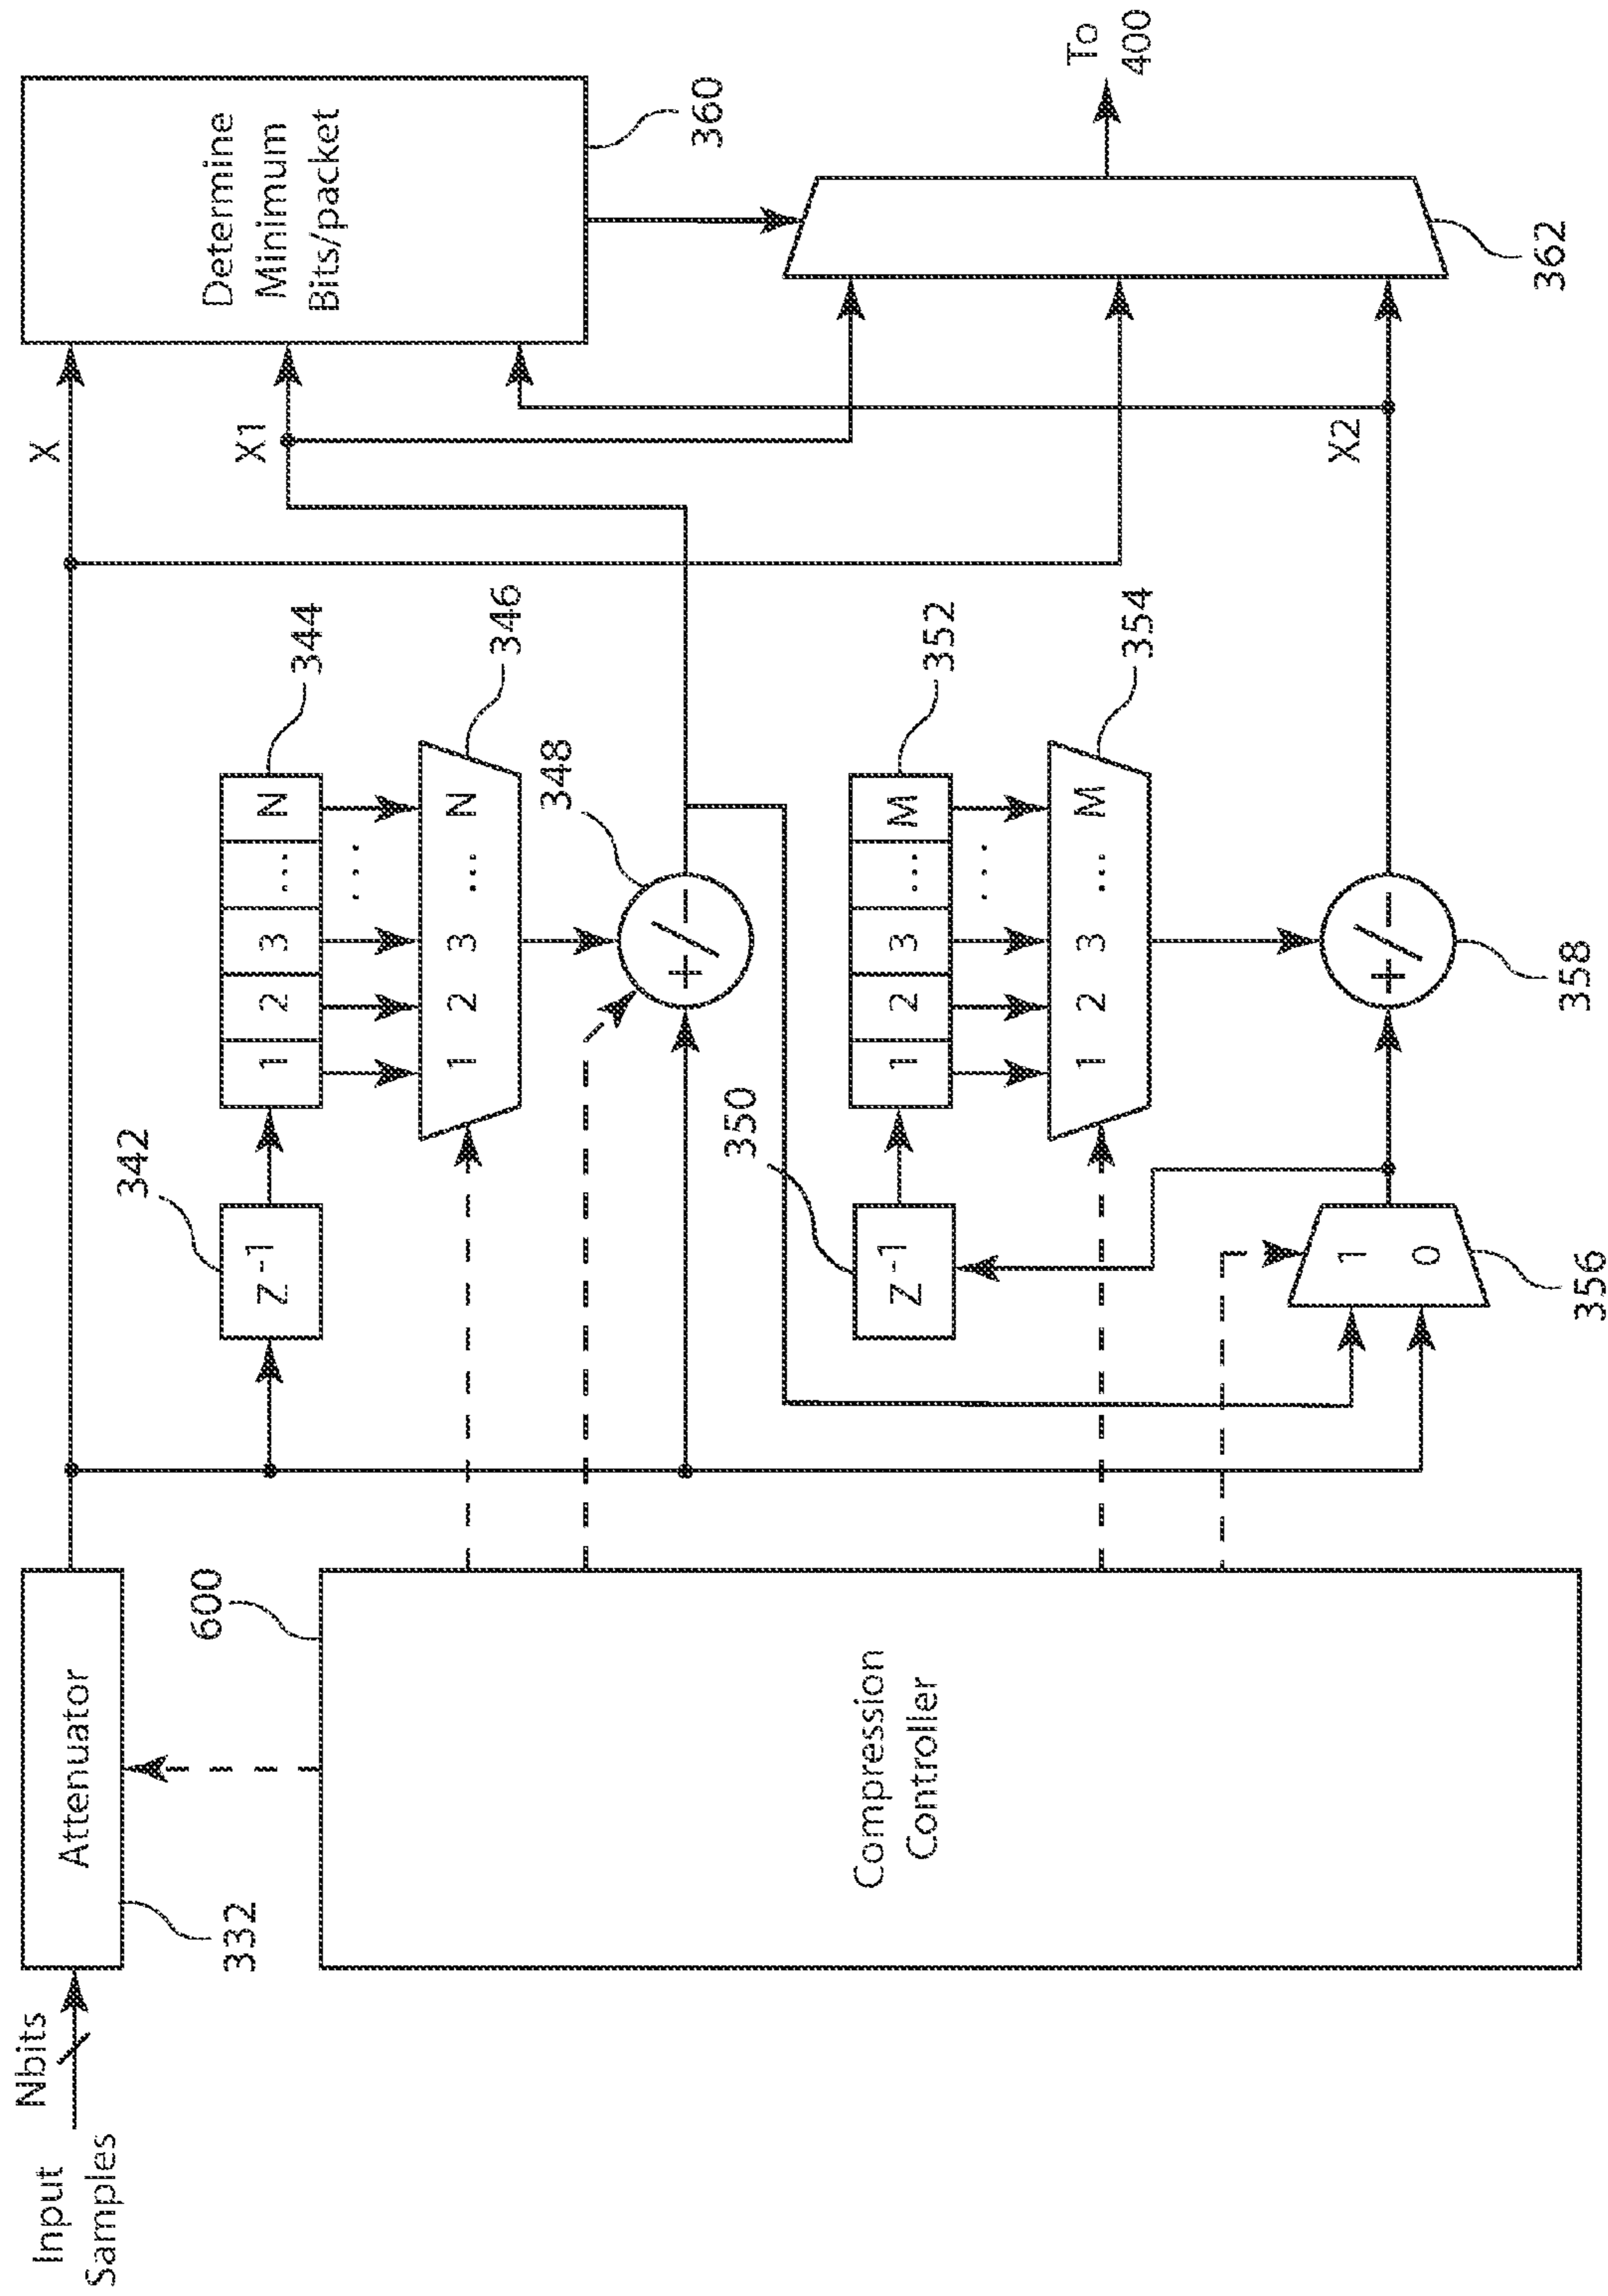 Input
Samples
Nbits
Attenuator
332
600
Compression
Controller
342
Z⁻¹
344
1 2 3 ... N
...
346
1 2 3 ... N
348
+/−
350
Z⁻¹
352
1 2 3 ... M
...
354
1 2 3 ... M
356
1
0
358
+/−
X
X1
X2
Determine
Minimum
Bits/packet
360
362
To
400